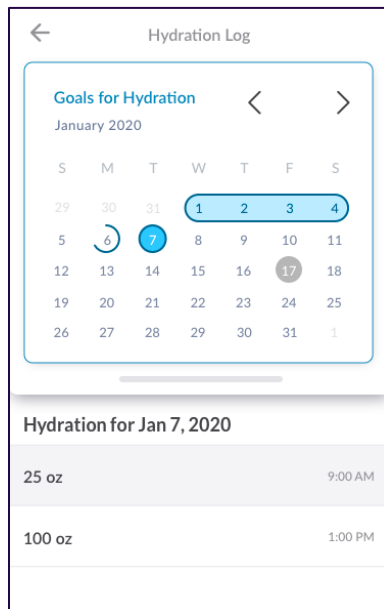 Hydration Log
Goals for Hydration
January 2020
S M T W T F S
29 30 31 1 2 3 4
5 6 7 8 9 10 11
12 13 14 15 16 17 18
19 20 21 22 23 24 25
26 27 28 29 30 31 1
Hydration for Jan 7, 2020
25 oz 9:00 AM
100 oz 1:00 PM